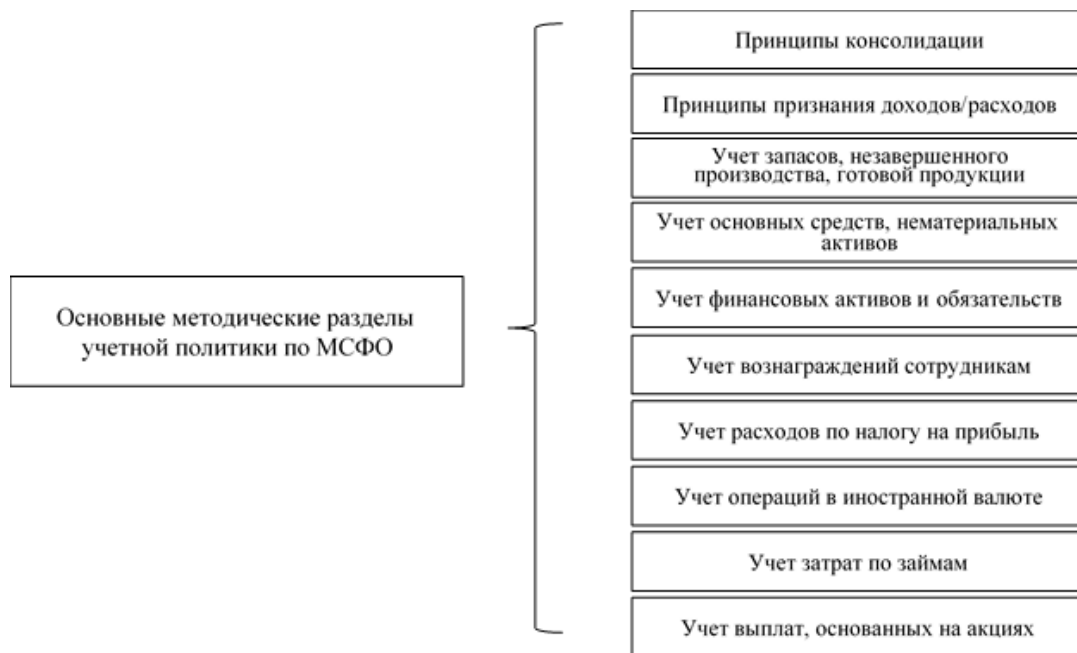 Основные методические разделы
учетной политики по МСФО
Принципы консолидации
Принципы признания доходов/расходов
Учет запасов, незавершенного
производства, готовой продукции
Учет основных средств, нематериальных
активов
Учет финансовых активов и обязательств
Учет вознаграждений сотрудникам
Учет расходов по налогу на прибыль
Учет операций в иностранной валюте
Учет затрат по займам
Учет выплат, основанных на акциях